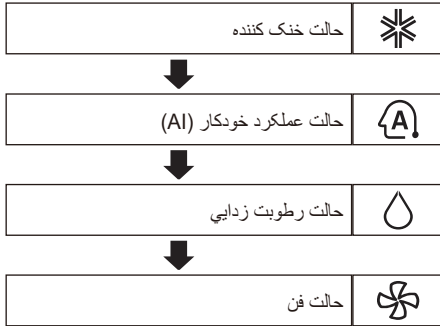 حالت خنک کننده
حالت عملکرد خودکار (AI)
A
حالت رطوبت زدايي
حالت فن